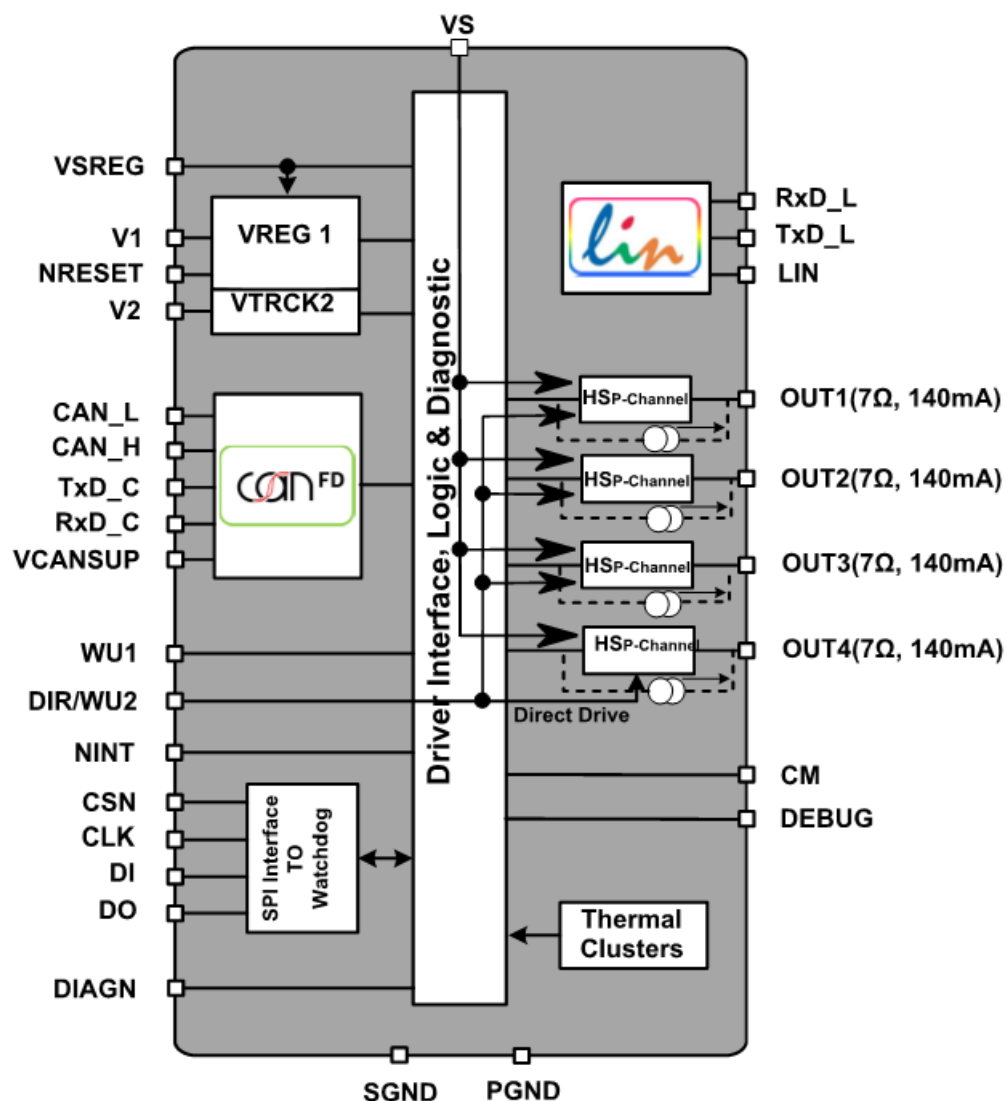 VS
VSREG
V1
NRESET
V2
VREG 1
VTRCK2
CAN_L
CAN_H
TxD_C
RxD_C
VCANSUP
can FD
WU1
DIR/WU2
NINT
CSN
CLK
DI
DO
SPI Interface
TO
Watchdog
DIAGN
Driver Interface, Logic & Diagnostic
lin
RxD_L
TxD_L
LIN
HSP-Channel
OUT1(7Ω, 140mA)
HSP-Channel
OUT2(7Ω, 140mA)
HSP-Channel
OUT3(7Ω, 140mA)
HSP-Channel
OUT4(7Ω, 140mA)
Direct Drive
CM
DEBUG
Thermal
Clusters
SGND
PGND